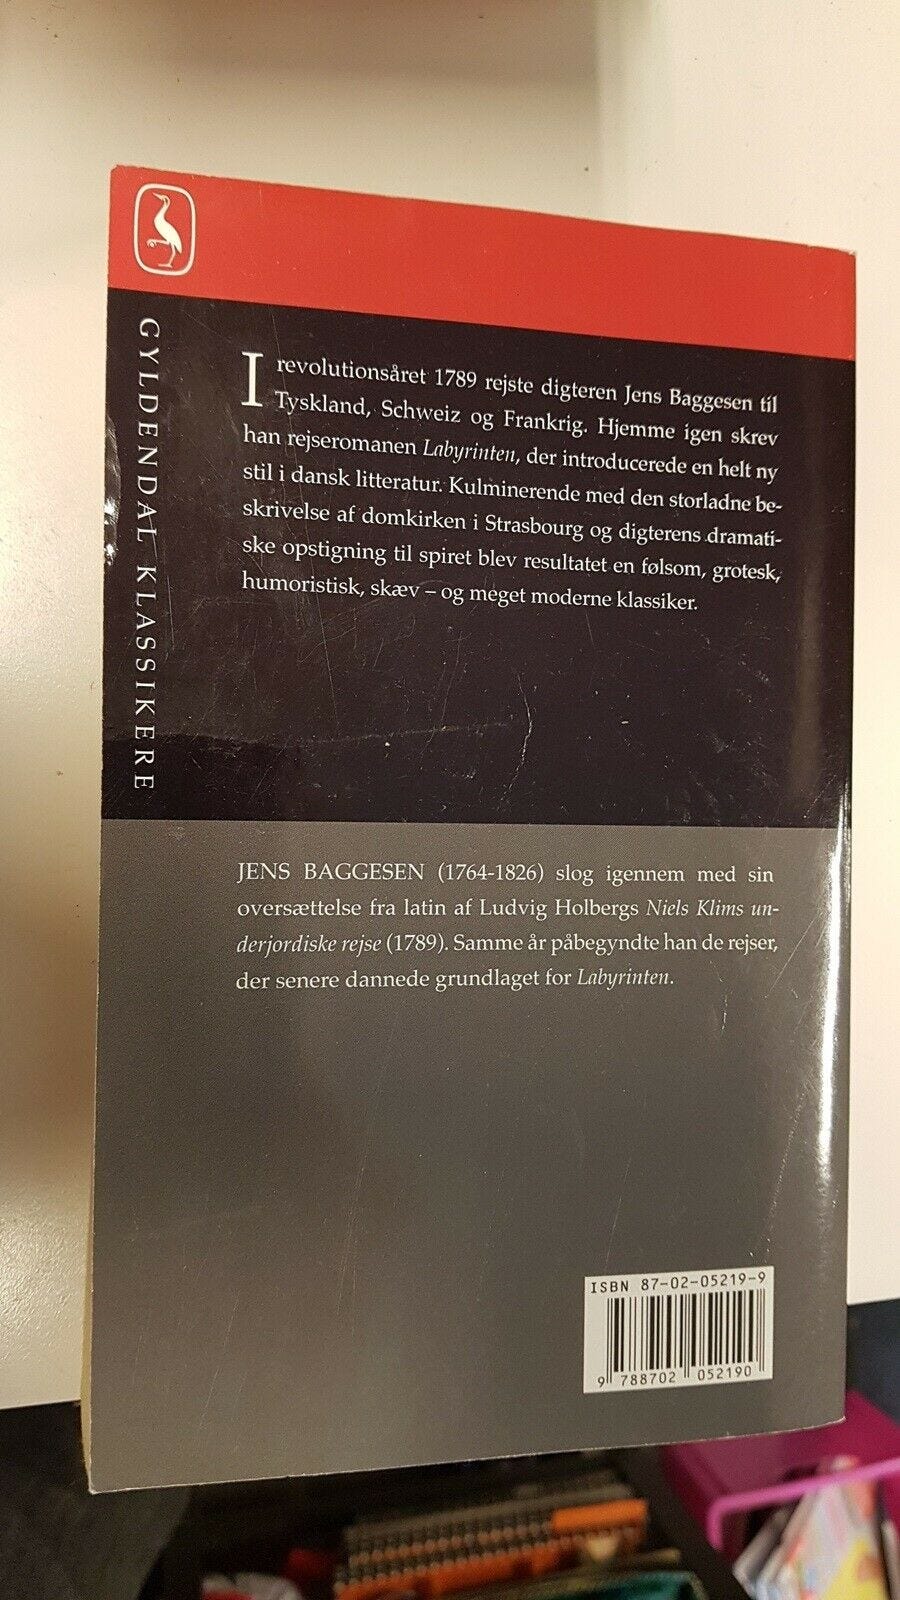 GYLDENDAL KLASSIKERE
I revolutionsåret 1789 rejste digteren Jens Baggesen til
Tyskland, Schweiz og Frankrig. Hjemme igen skrev
han rejseromanen Labyrinten, der introducerede en helt ny
stil i dansk litteratur. Kulminerende med den storladne be-
skrivelse af domkirken i Strasbourg og digterens dramati-
ske opstigning til spiret blev resultatet en følsom, grotesk,
humoristisk, skæv – og meget moderne klassiker.
JENS BAGGESEN (1764-1826) slog igennem med sin
oversættelse fra latin af Ludvig Holbergs Niels Klims un-
derjordiske rejse (1789). Samme år påbegyndte han de rejser,
der senere dannede grundlaget for Labyrinten.
ISBN 87-02-05219-9
9 788702 052190